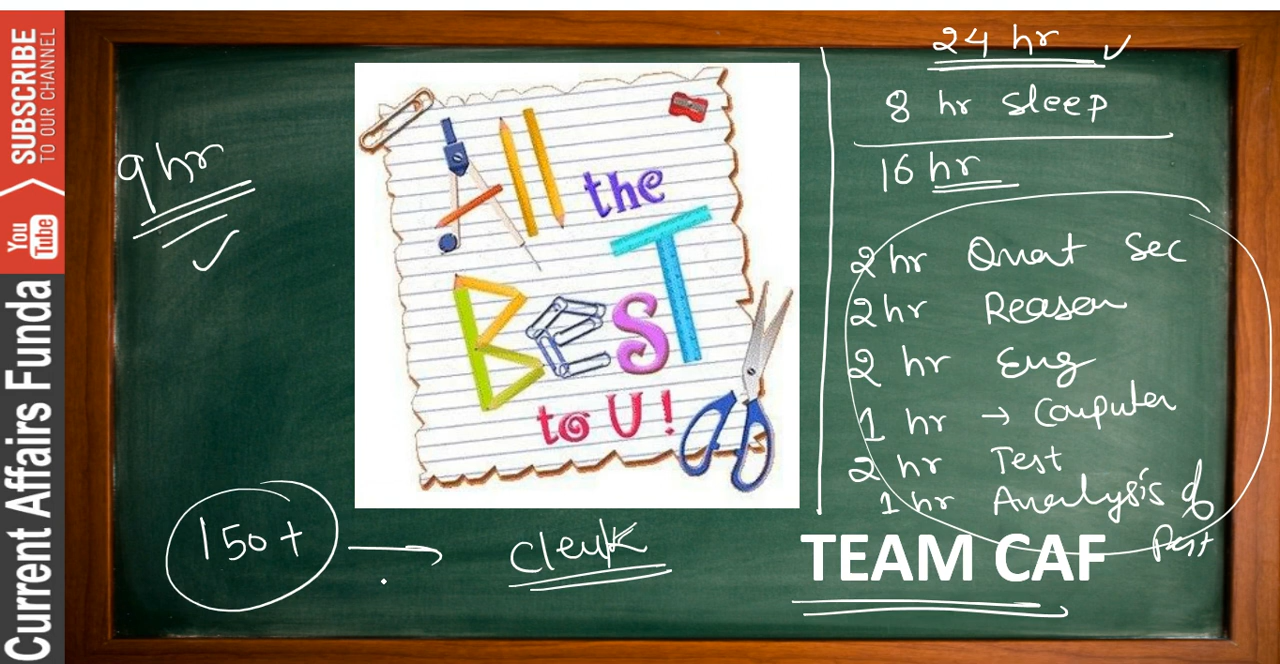 SUBSCRIBE
TO OUR CHANNEL
You Tube
Current Affairs Funda
9 hr
All the
BEST
to U!
150+
Clerk
24 hr
8 hr Sleep
16 hr
2 hr Quant Sec
2 hr Reason
2 hr Eng
1 hr → Computer
2 hr Test
1 hr Analysis of
TEAM CAF